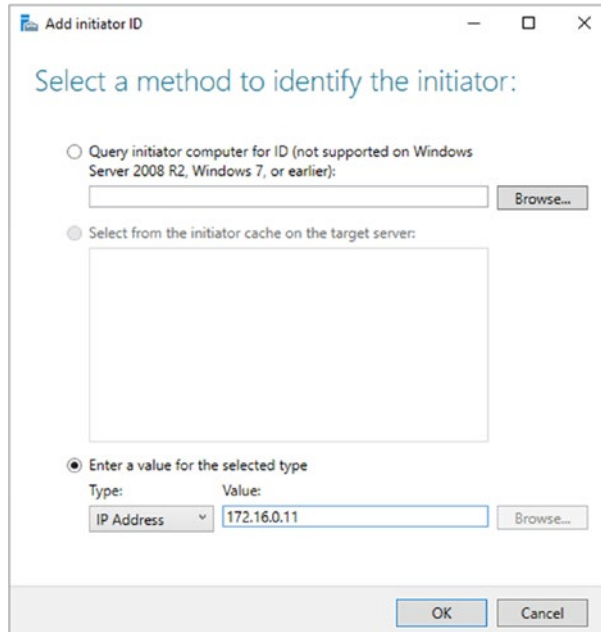 Add initiator ID
Select a method to identify the initiator:
Query initiator computer for ID (not supported on Windows
Server 2008 R2, Windows 7, or earlier):
Browse...
Select from the initiator cache on the target server:
Enter a value for the selected type
Type: Value:
IP Address 172.16.0.11 Browse...
OK Cancel